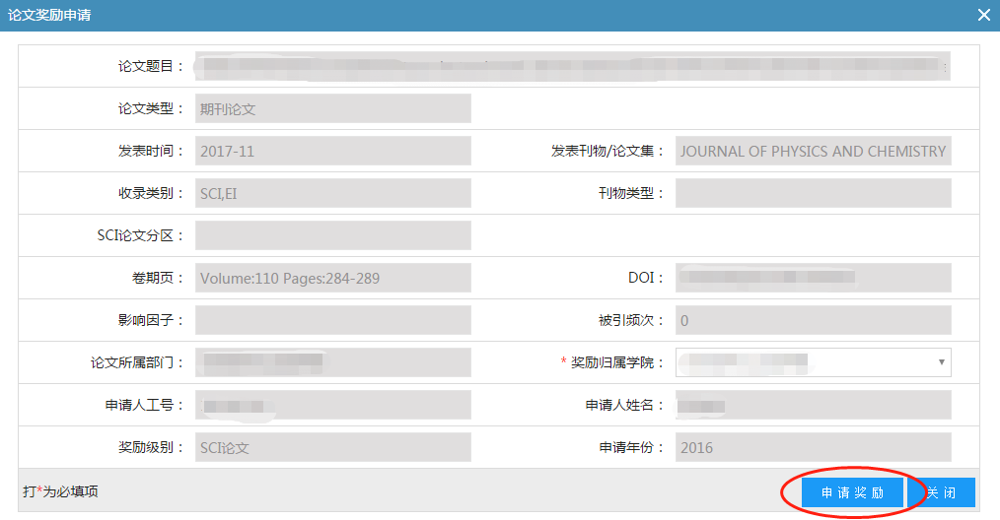 论文奖励申请
论文题目：
论文类型： 期刊论文
发表时间： 2017-11 发表刊物/论文集： JOURNAL OF PHYSICS AND CHEMISTRY
收录类别： SCI,EI 刊物类型：
SCI论文分区：
卷期页： Volume:110 Pages:284-289 DOI：
影响因子： 被引频次： 0
论文所属部门： * 奖励归属学院：
申请人工号： 申请人姓名：
奖励级别： SCI论文 申请年份： 2016
打*为必填项 申请奖励 关闭